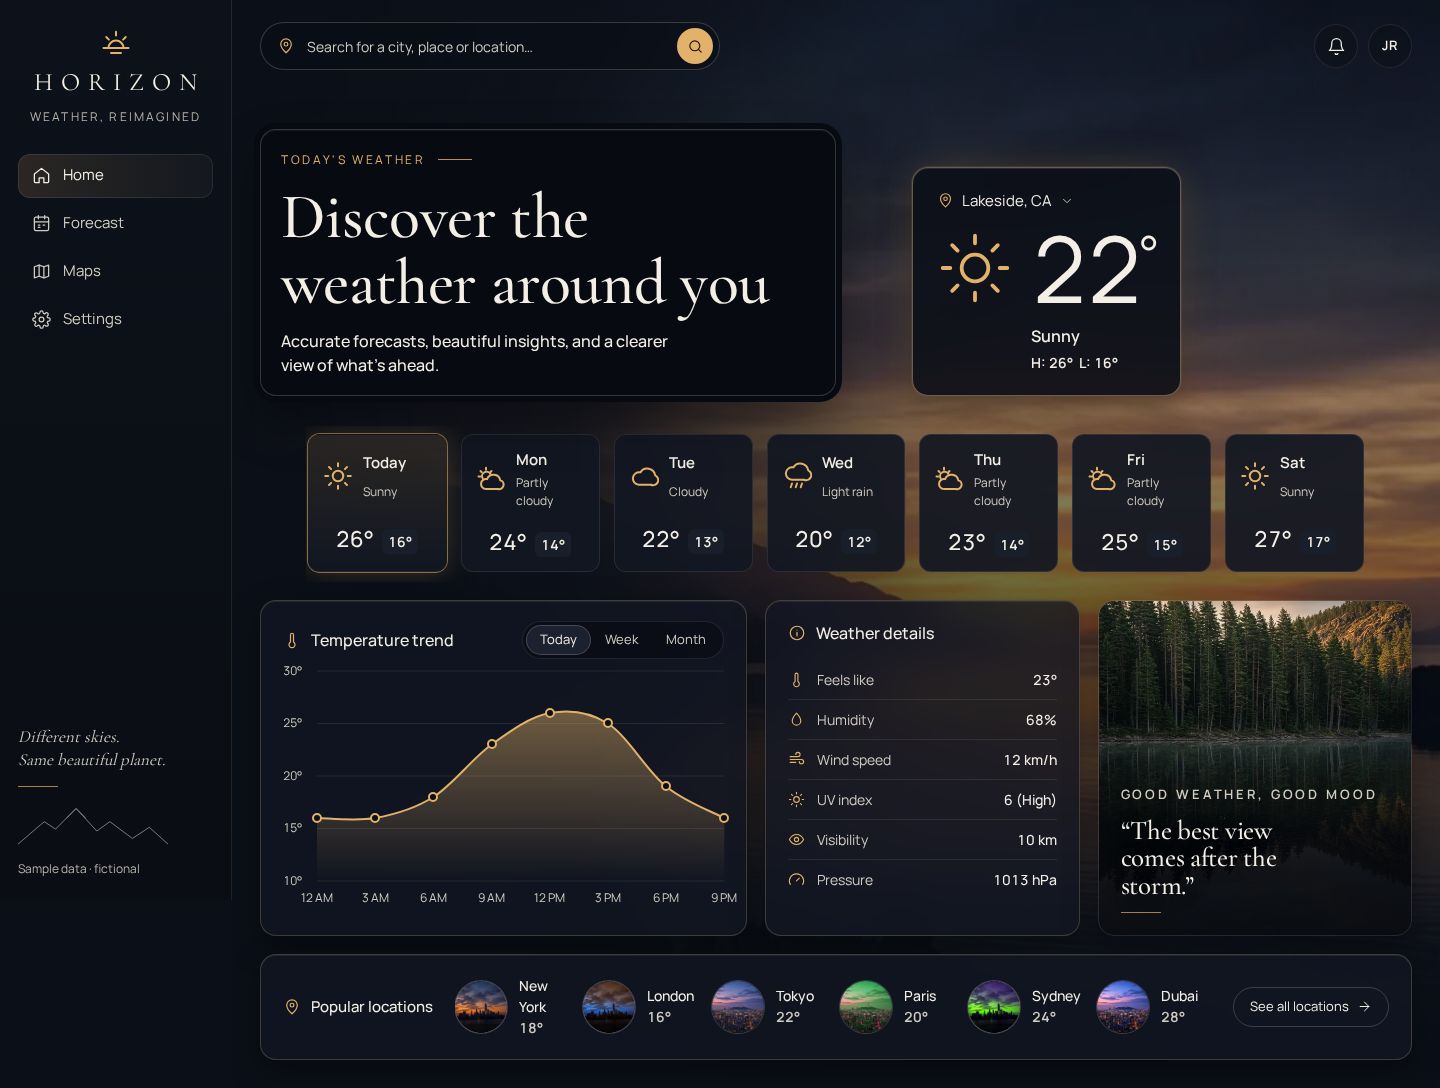 HORIZON
WEATHER, REIMAGINED
Home
Forecast
Maps
Settings
Different skies.
Same beautiful planet.
Sample data · fictional
Search for a city, place or location...
JR
TODAY'S WEATHER
Discover the
weather around you
Accurate forecasts, beautiful insights, and a clearer
view of what's ahead.
Lakeside, CA
22°
Sunny
H: 26° L: 16°
Today
Sunny
26° 16°
Mon
Partly
cloudy
24° 14°
Tue
Cloudy
22° 13°
Wed
Light rain
20° 12°
Thu
Partly
cloudy
23° 14°
Fri
Partly
cloudy
25° 15°
Sat
Sunny
27° 17°
Temperature trend
Today Week Month
30°
25°
20°
15°
10°
12 AM 3 AM 6 AM 9 AM 12 PM 3 PM 6 PM 9 PM
Weather details
Feels like 23°
Humidity 68%
Wind speed 12 km/h
UV index 6 (High)
Visibility 10 km
Pressure 1013 hPa
GOOD WEATHER, GOOD MOOD
“The best view
comes after the
storm.”
Popular locations
New
York
18°
London
16°
Tokyo
22°
Paris
20°
Sydney
24°
Dubai
28°
See all locations